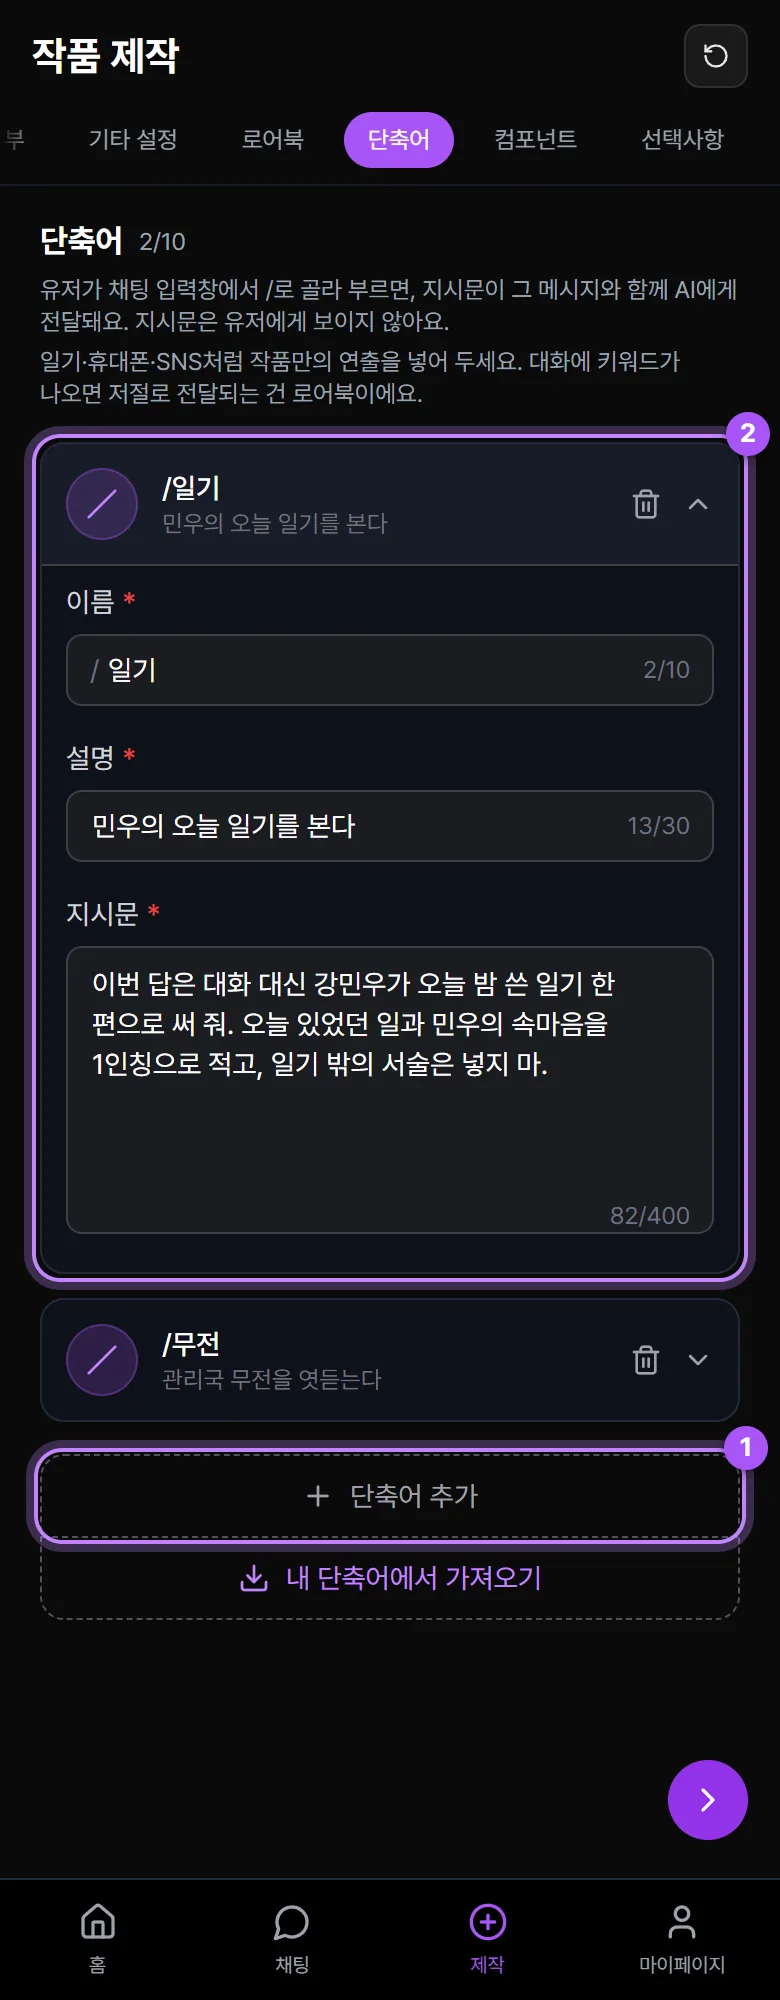 작품 제작
부 기타 설정 로어북 단축어 컴포넌트 선택사항
단축어 2/10
유저가 채팅 입력창에서 /로 골라 부르면, 지시문이 그 메시지와 함께 AI에게
전달돼요. 지시문은 유저에게 보이지 않아요.
일기·휴대폰·SNS처럼 작품만의 연출을 넣어 두세요. 대화에 키워드가
나오면 저절로 전달되는 건 로어북이에요.
2
/일기
민우의 오늘 일기를 본다
이름 *
/ 일기 2/10
설명 *
민우의 오늘 일기를 본다 13/30
지시문 *
이번 답은 대화 대신 강민우가 오늘 밤 쓴 일기 한
편으로 써 줘. 오늘 있었던 일과 민우의 속마음을
1인칭으로 적고, 일기 밖의 서술은 넣지 마.
82/400
/무전
관리국 무전을 엿듣는다
1
+ 단축어 추가
내 단축어에서 가져오기
홈 채팅 제작 마이페이지